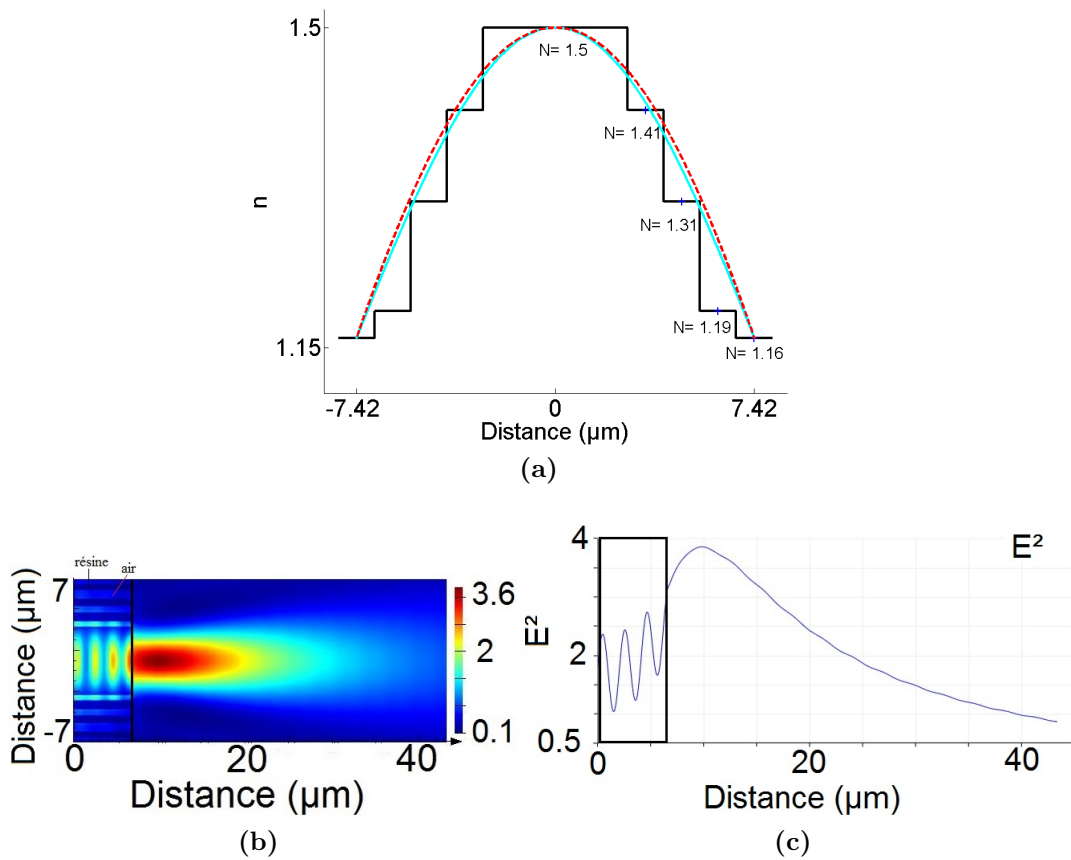 1.5
N= 1.5
N= 1.41
n
N= 1.31
N= 1.19
N= 1.16
1.15
-7.42
0
7.42
Distance (µm)
(a)
résine
air
7
-7
Distance (µm)
3.6
2
0.1
E²
0
20
40
Distance (µm)
(b)
4
2
0.5
E²
0
20
40
Distance (µm)
(c)